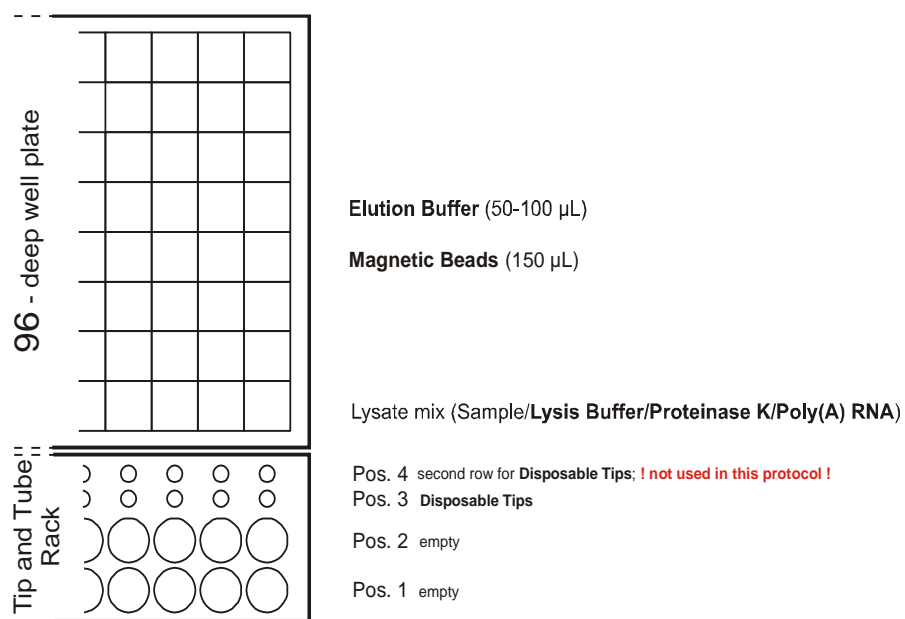 96 - deep well plate
Elution Buffer (50-100 µL)
Magnetic Beads (150 µL)
Lysate mix (Sample/Lysis Buffer/Proteinase K/Poly(A) RNA)
Tip and Tube
Rack
Pos. 4 second row for Disposable Tips; ! not used in this protocol !
Pos. 3 Disposable Tips
Pos. 2 empty
Pos. 1 empty